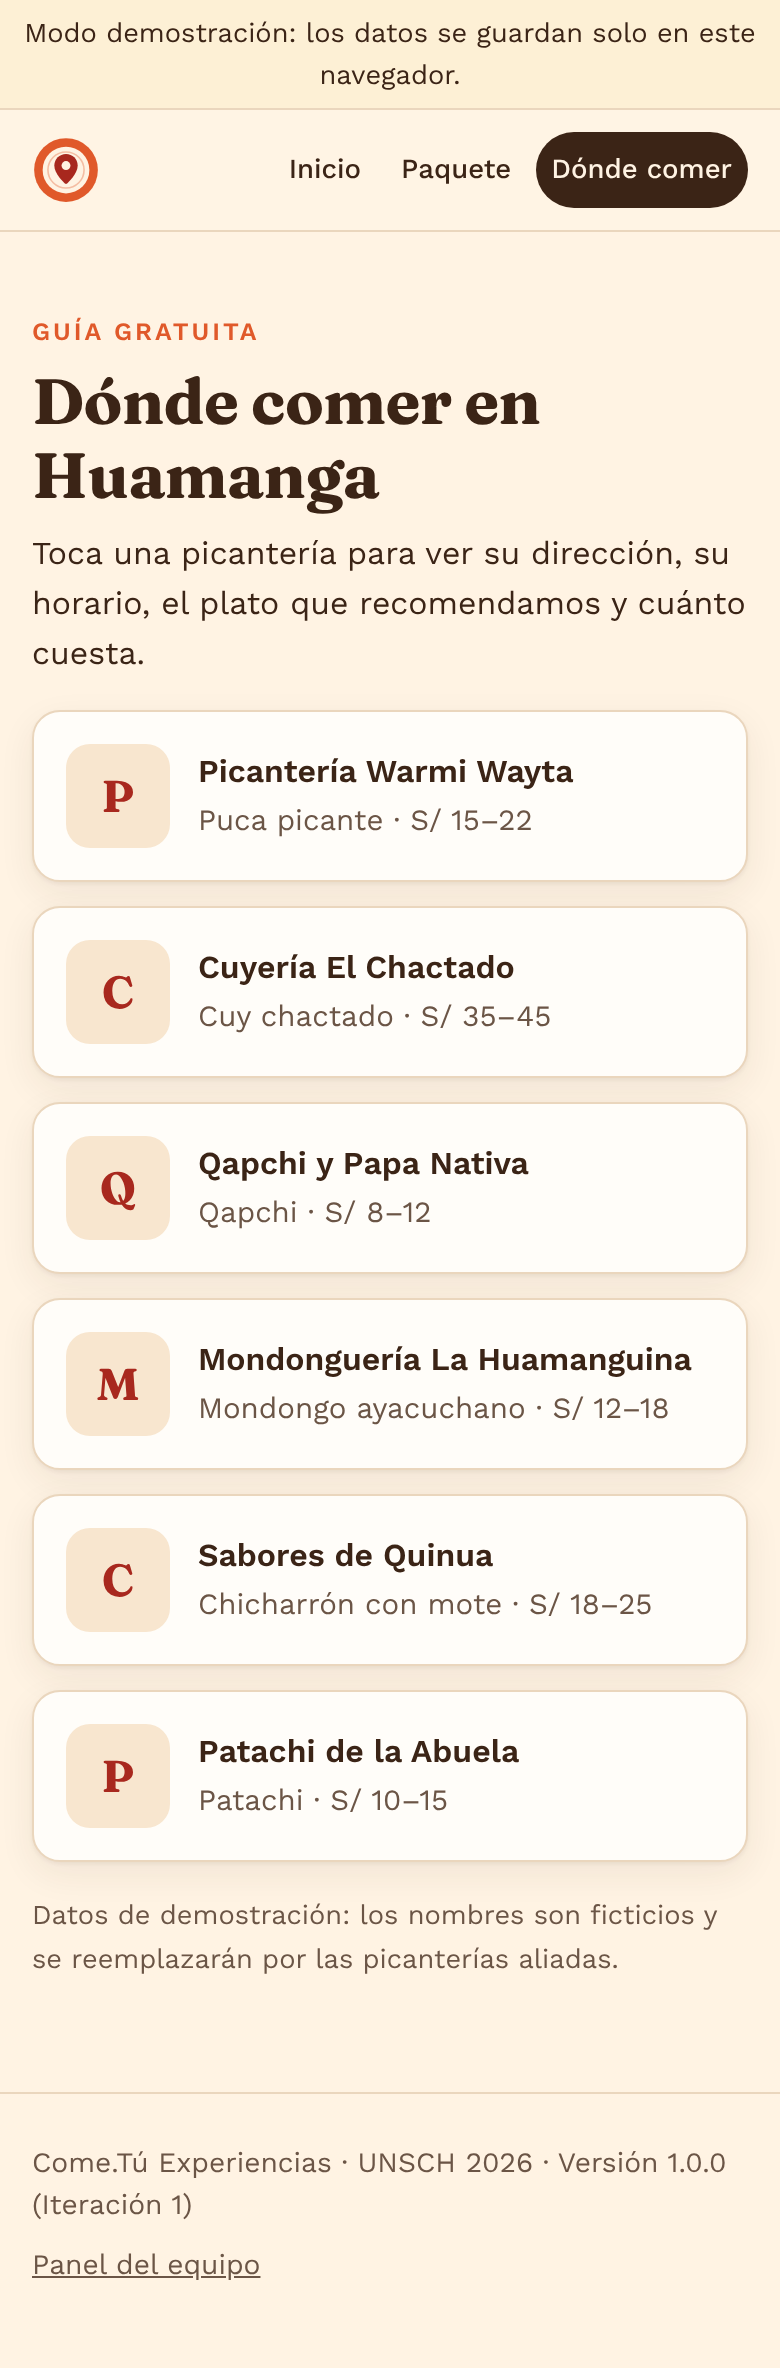 Modo demostración: los datos se guardan solo en este
navegador.
Inicio Paquete Dónde comer
GUÍA GRATUITA
Dónde comer en
Huamanga
Toca una picantería para ver su dirección, su
horario, el plato que recomendamos y cuánto
cuesta.
P
Picantería Warmi Wayta
Puca picante · S/ 15–22
C
Cuyería El Chactado
Cuy chactado · S/ 35–45
Q
Qapchi y Papa Nativa
Qapchi · S/ 8–12
M
Mondonguería La Huamanguina
Mondongo ayacuchano · S/ 12–18
C
Sabores de Quinua
Chicharrón con mote · S/ 18–25
P
Patachi de la Abuela
Patachi · S/ 10–15
Datos de demostración: los nombres son ficticios y
se reemplazarán por las picanterías aliadas.
Come.Tú Experiencias · UNSCH 2026 · Versión 1.0.0
(Iteración 1)
Panel del equipo